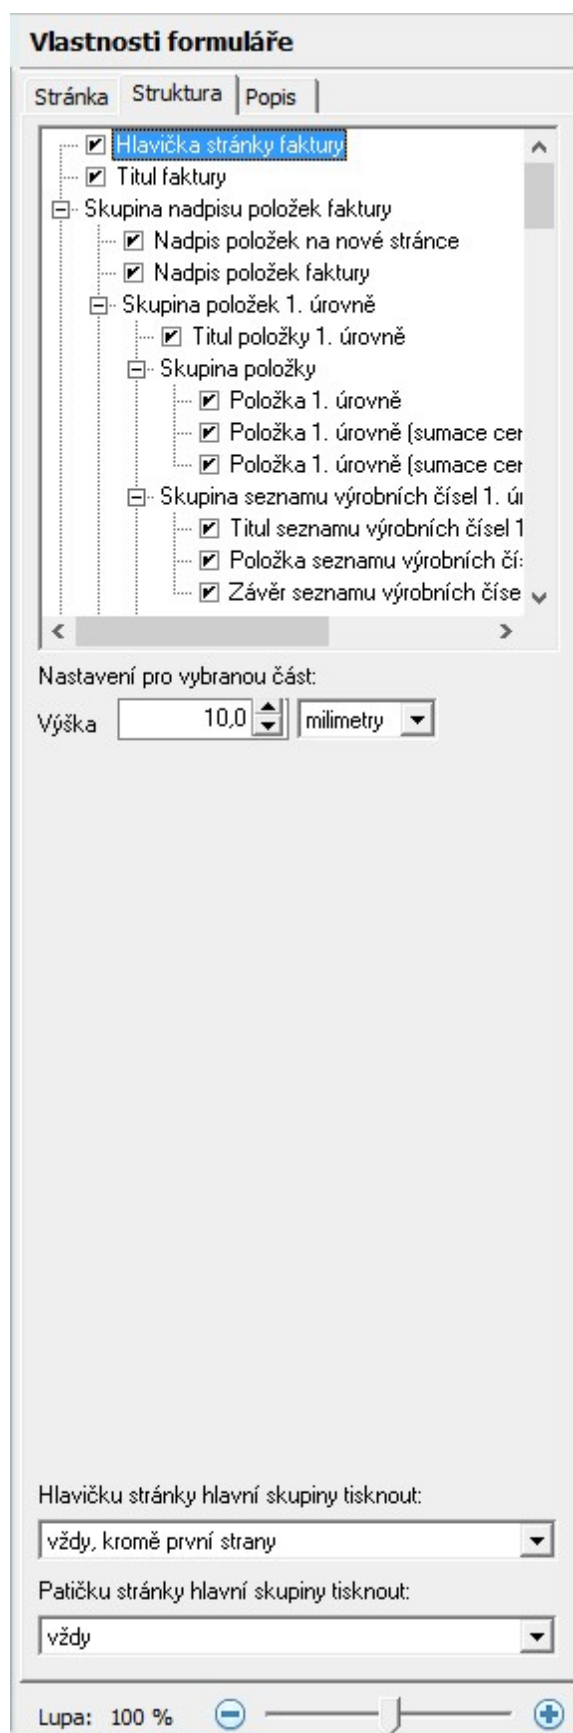 Vlastnosti formuláře
Stránka Struktura Popis
Hlavička stránky faktury
Titul faktury
Skupina nadpisu položek faktury
Nadpis položek na nové stránce
Nadpis položek faktury
Skupina položek 1. úrovně
Titul položky 1. úrovně
Skupina položky
Položka 1. úrovně
Položka 1. úrovně (sumace cer
Položka 1. úrovně (sumace cer
Skupina seznamu výrobních čísel 1. úr
Titul seznamu výrobních čísel 1
Položka seznamu výrobních čís
Závěr seznamu výrobních číse
Nastavení pro vybranou část:
Výška 10,0 milimetry
Hlavičku stránky hlavní skupiny tisknout:
vždy, kromě první strany
Patičku stránky hlavní skupiny tisknout:
vždy
Lupa: 100 %